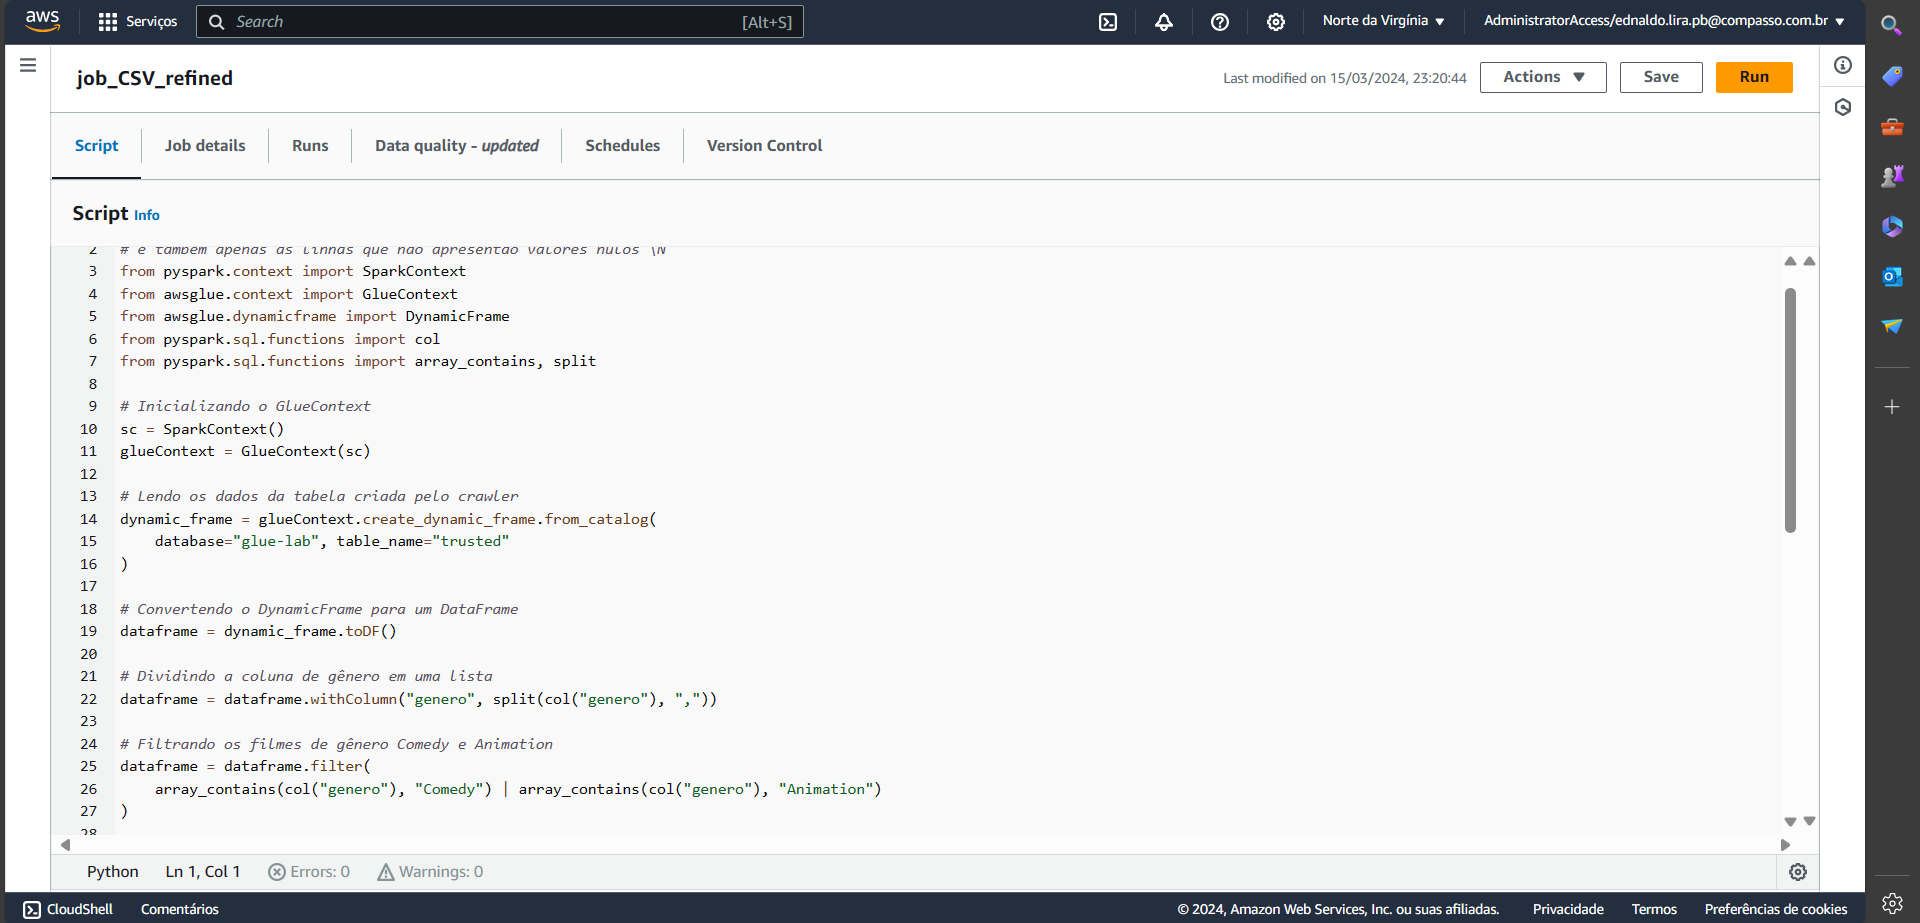 aws Serviços Search [Alt+S] Norte da Virgínia ▼ AdministratorAccess/ednaldo.lira.pb@compasso.com.br ▼
job_CSV_refined Last modified on 15/03/2024, 23:20:44 Actions ▼ Save Run
Script Job details Runs Data quality - updated Schedules Version Control
Script Info
2 # e também apenas as linhas que não apresentão valores nulos \N
3 from pyspark.context import SparkContext
4 from awsglue.context import GlueContext
5 from awsglue.dynamicframe import DynamicFrame
6 from pyspark.sql.functions import col
7 from pyspark.sql.functions import array_contains, split
8
9 # Inicializando o GlueContext
10 sc = SparkContext()
11 glueContext = GlueContext(sc)
12
13 # Lendo os dados da tabela criada pelo crawler
14 dynamic_frame = glueContext.create_dynamic_frame.from_catalog(
15     database="glue-lab", table_name="trusted"
16 )
17
18 # Convertendo o DynamicFrame para um DataFrame
19 dataframe = dynamic_frame.toDF()
20
21 # Dividindo a coluna de gênero em uma lista
22 dataframe = dataframe.withColumn("genero", split(col("genero"), ","))
23
24 # Filtrando os filmes de gênero Comedy e Animation
25 dataframe = dataframe.filter(
26     array_contains(col("genero"), "Comedy") | array_contains(col("genero"), "Animation")
27 )
28
Python Ln 1, Col 1 Errors: 0 Warnings: 0
CloudShell Comentários © 2024, Amazon Web Services, Inc. ou suas afiliadas. Privacidade Termos Preferências de cookies